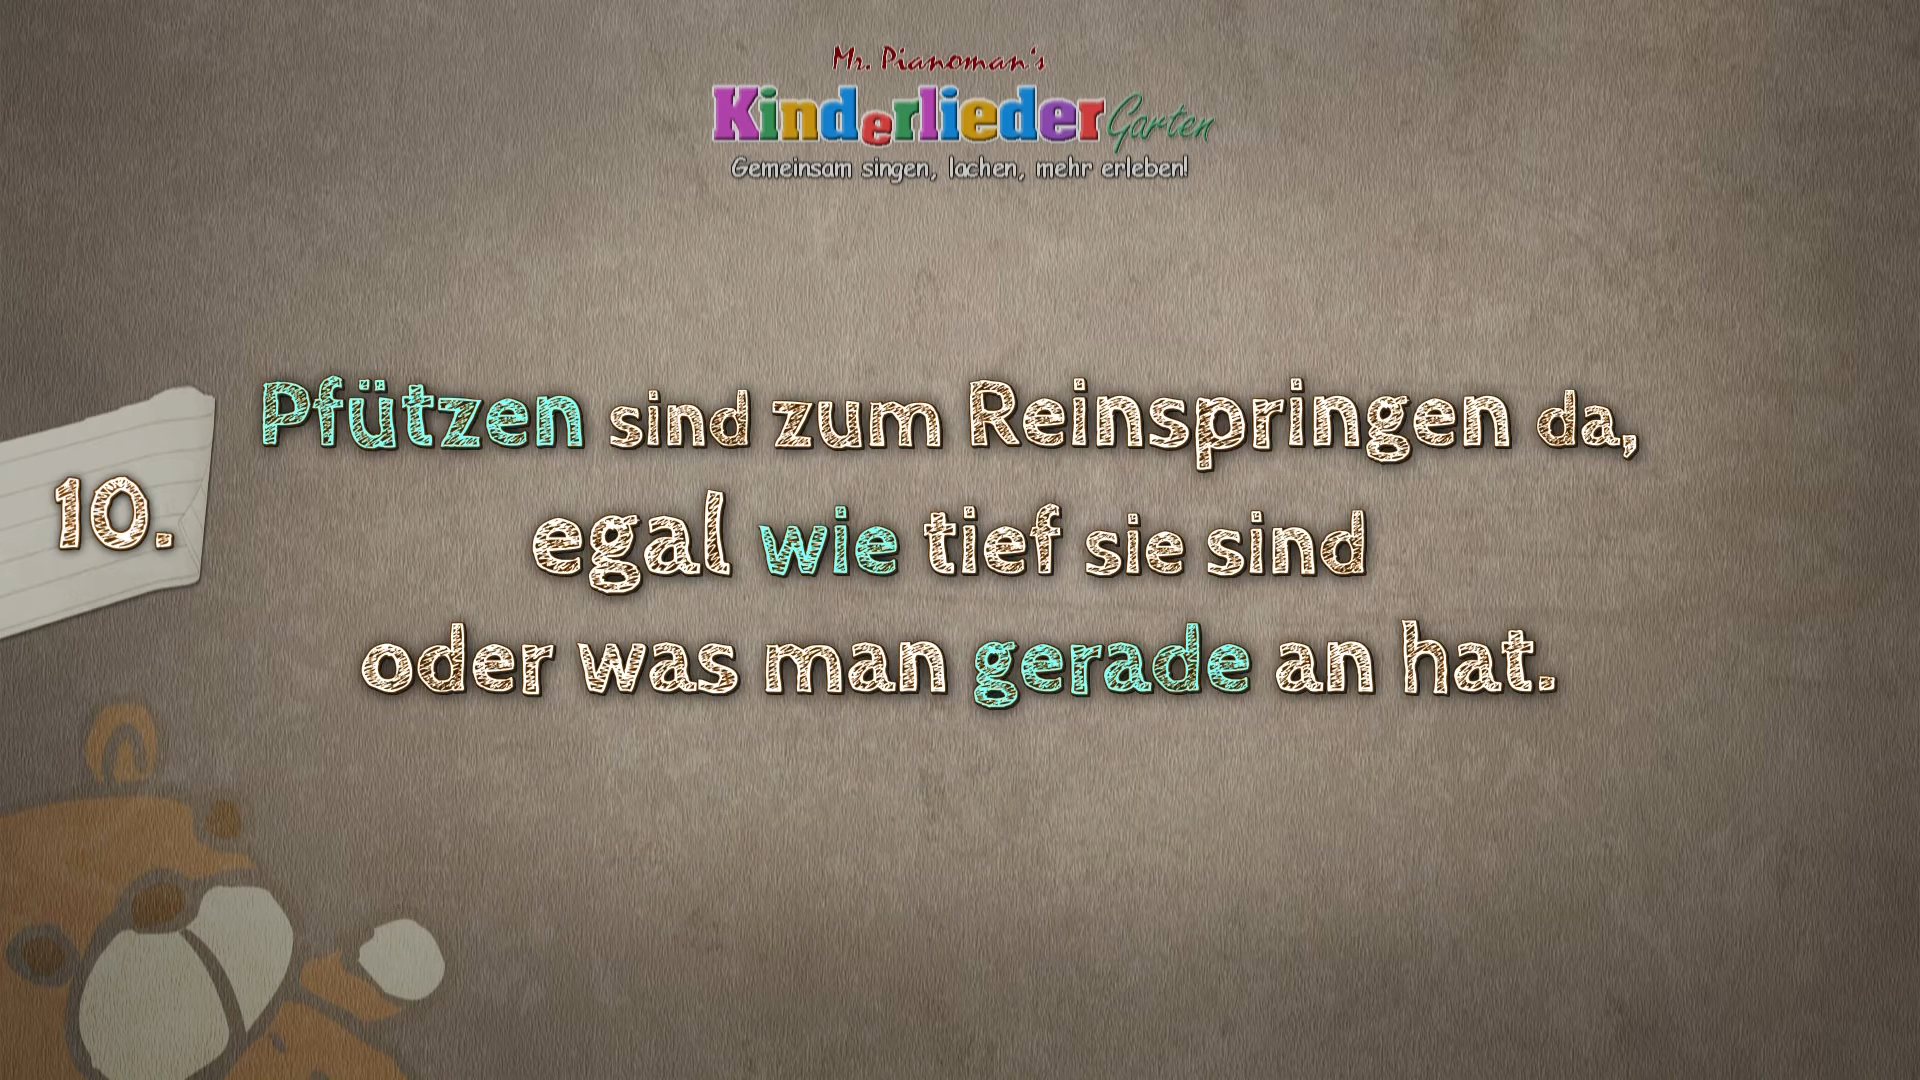 Mr. Pianoman's
KinderliederGarten
Gemeinsam singen, lachen, mehr erleben!
10.
Pfützen sind zum Reinspringen da,
egal wie tief sie sind
oder was man gerade an hat.